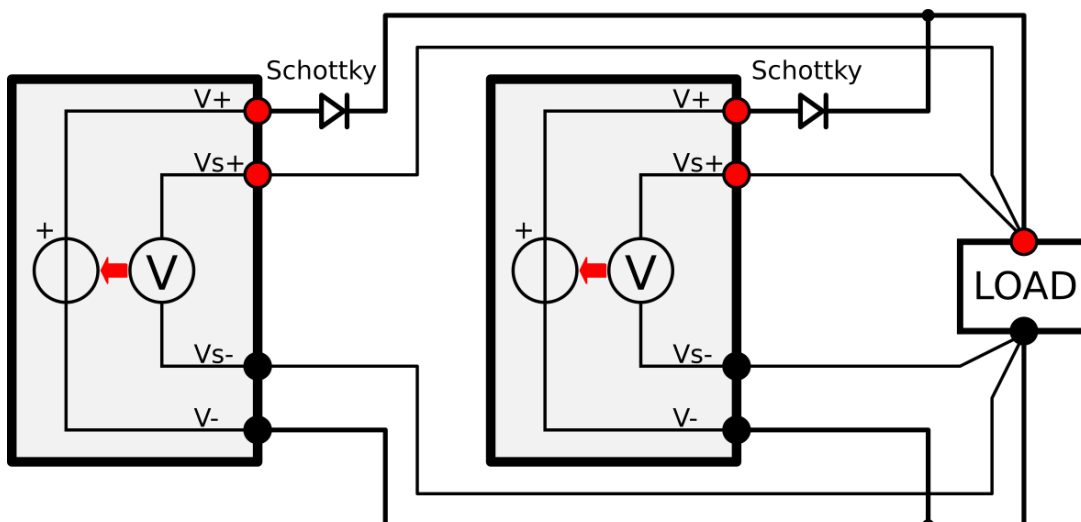 Schottky
Schottky
V+
V+
Vs+
Vs+
+
+
V
V
LOAD
Vs-
Vs-
V-
V-